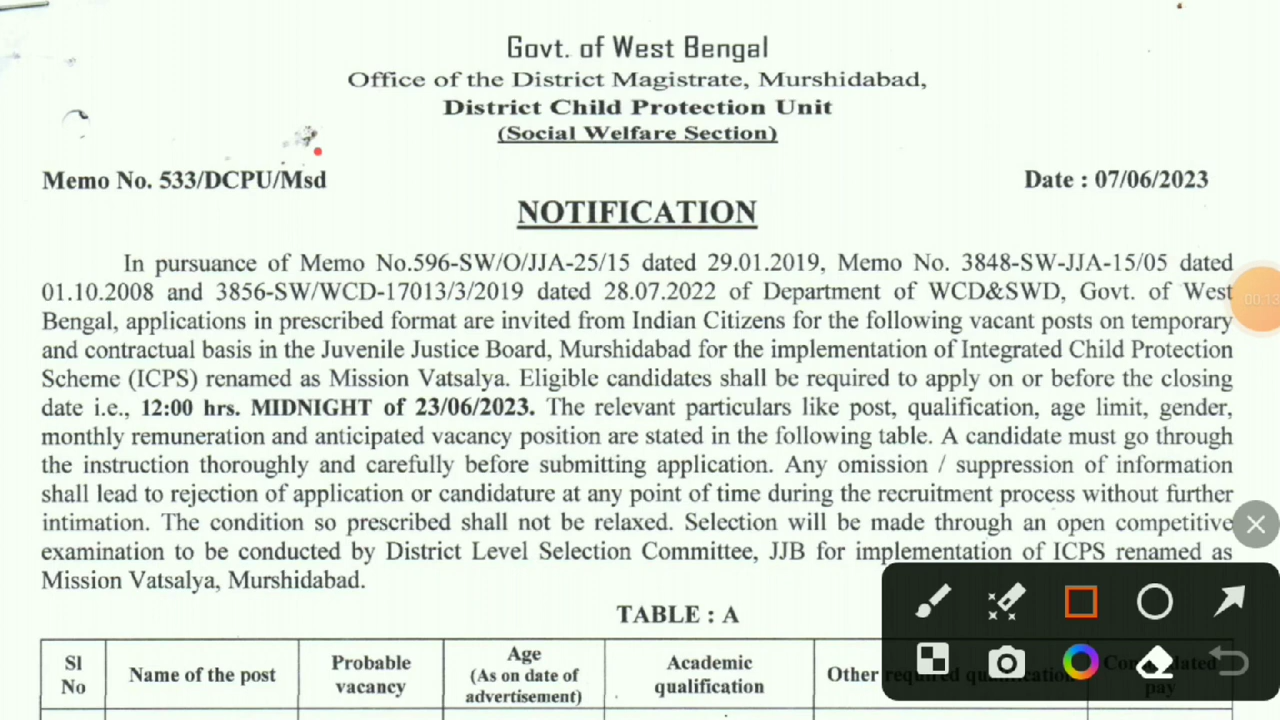 Govt. of West Bengal
Office of the District Magistrate, Murshidabad,
District Child Protection Unit
(Social Welfare Section)
Memo No. 533/DCPU/Msd
Date : 07/06/2023
NOTIFICATION
In pursuance of Memo No.596-SW/O/JJA-25/15 dated 29.01.2019, Memo No. 3848-SW-JJA-15/05 dated
01.10.2008 and 3856-SW/WCD-17013/3/2019 dated 28.07.2022 of Department of WCD&SWD, Govt. of West
Bengal, applications in prescribed format are invited from Indian Citizens for the following vacant posts on temporary
and contractual basis in the Juvenile Justice Board, Murshidabad for the implementation of Integrated Child Protection
Scheme (ICPS) renamed as Mission Vatsalya. Eligible candidates shall be required to apply on or before the closing
date i.e., 12:00 hrs. MIDNIGHT of 23/06/2023. The relevant particulars like post, qualification, age limit, gender,
monthly remuneration and anticipated vacancy position are stated in the following table. A candidate must go through
the instruction thoroughly and carefully before submitting application. Any omission / suppression of information
shall lead to rejection of application or candidature at any point of time during the recruitment process without further
intimation. The condition so prescribed shall not be relaxed. Selection will be made through an open competitive
examination to be conducted by District Level Selection Committee, JJB for implementation of ICPS renamed as
Mission Vatsalya, Murshidabad.
00:13
TABLE : A
Sl
No
Name of the post
Probable
vacancy
Age
(As on date of
advertisement)
Academic
qualification
Other required qualification
pay